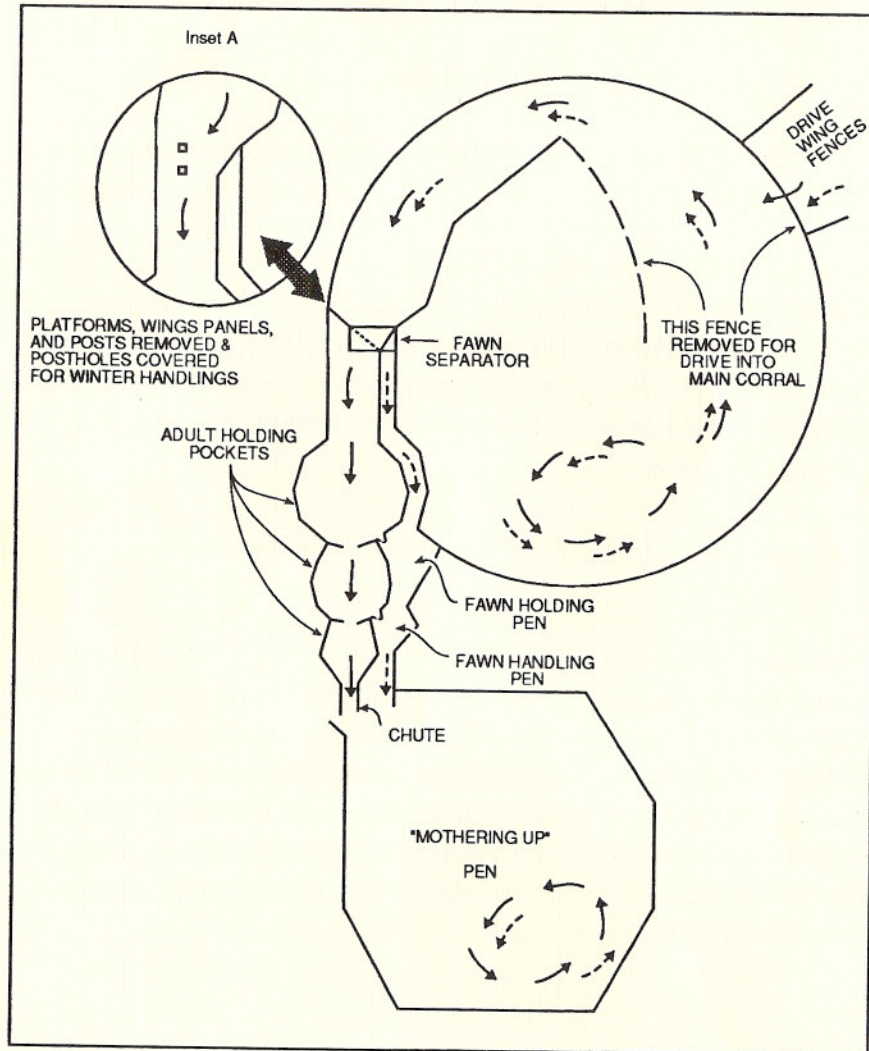 Inset A
DRIVE
WING
FENCES
PLATFORMS, WINGS PANELS,
AND POSTS REMOVED &
POSTHOLES COVERED
FOR WINTER HANDLINGS
FAWN
SEPARATOR
THIS FENCE
REMOVED FOR
DRIVE INTO
MAIN CORRAL
ADULT HOLDING
POCKETS
FAWN HOLDING
PEN
FAWN HANDLING
PEN
CHUTE
"MOTHERING UP"
PEN